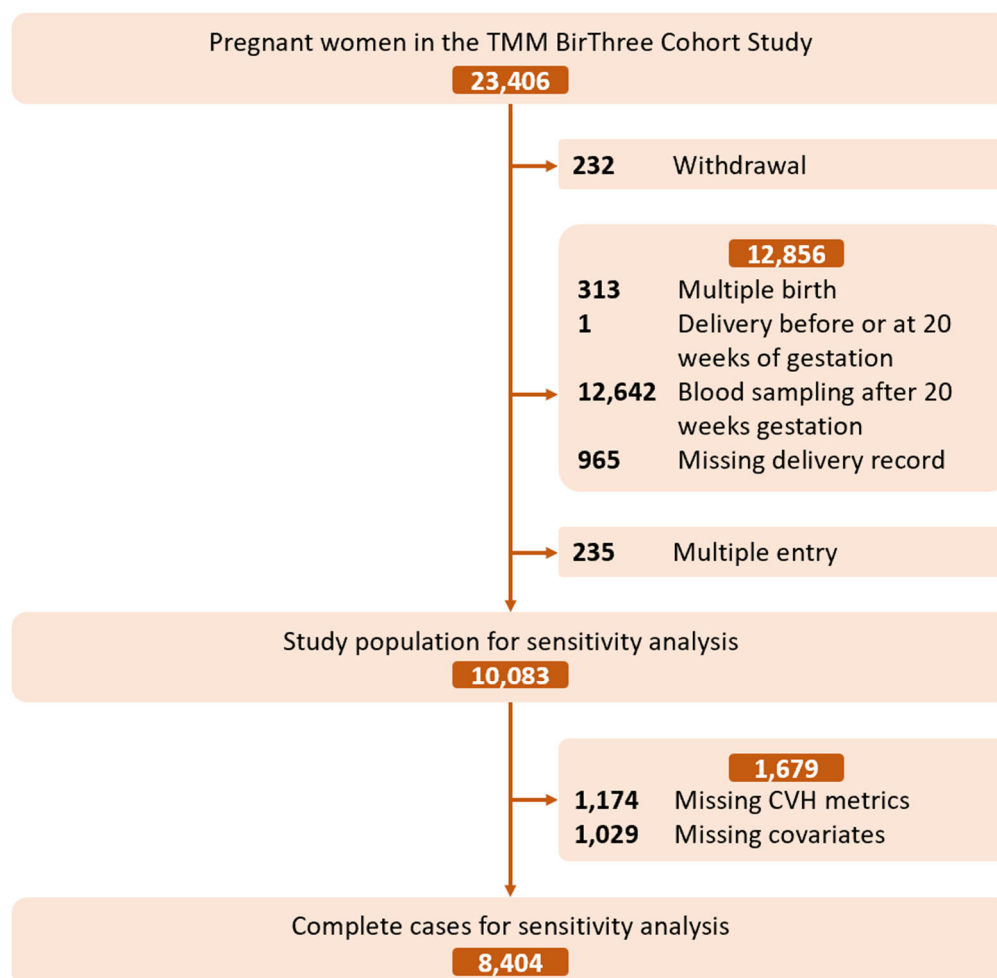 Pregnant women in the TMM BirThree Cohort Study
23,406
232 Withdrawal
12,856
313 Multiple birth
1 Delivery before or at 20
weeks of gestation
12,642 Blood sampling after 20
weeks gestation
965 Missing delivery record
235 Multiple entry
Study population for sensitivity analysis
10,083
1,679
1,174 Missing CVH metrics
1,029 Missing covariates
Complete cases for sensitivity analysis
8,404